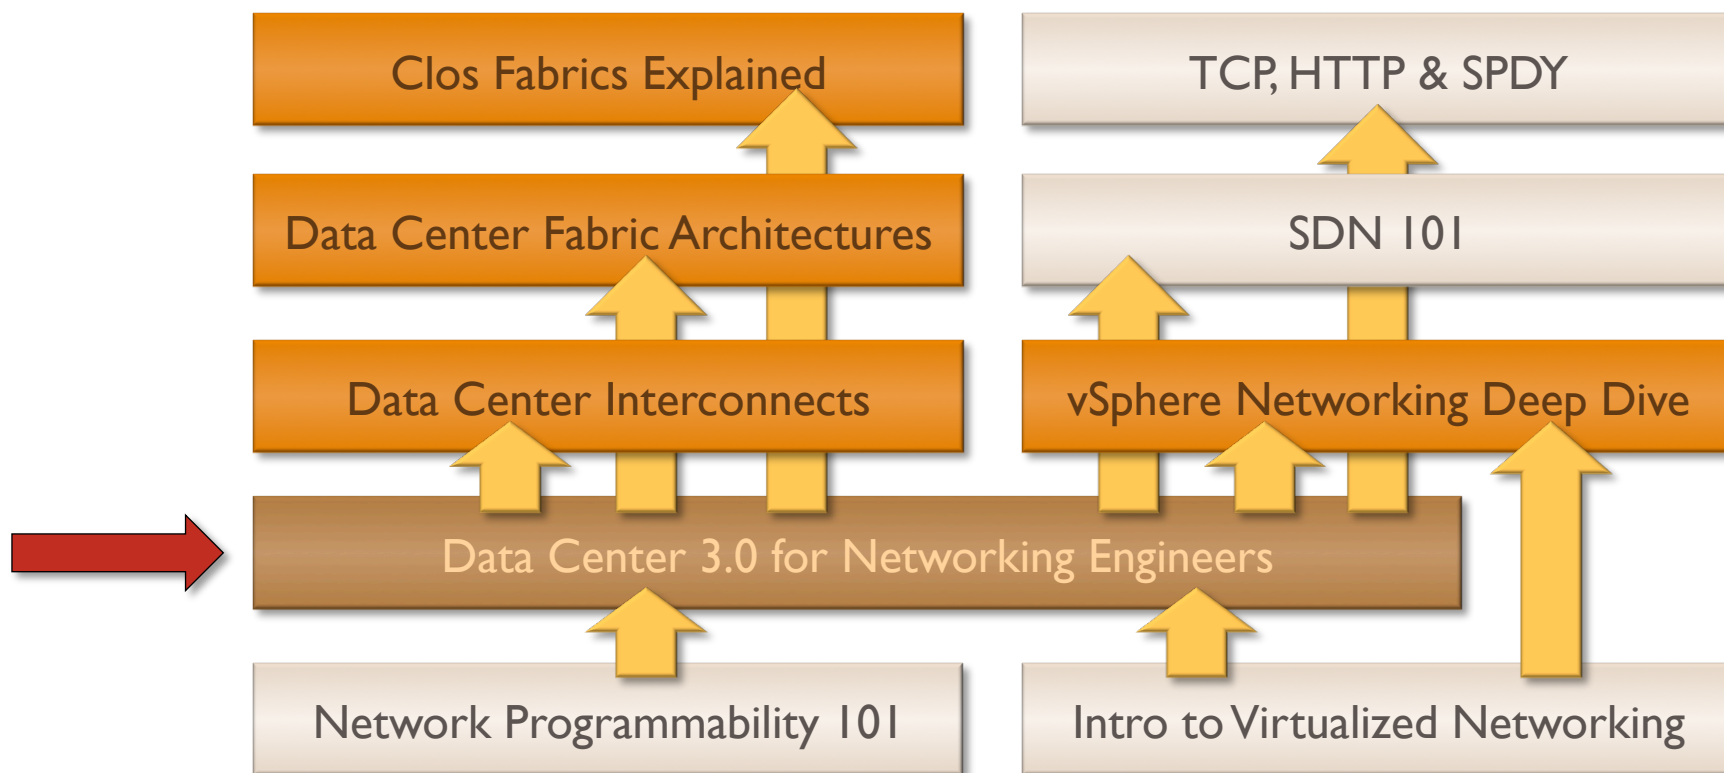 Clos Fabrics Explained
TCP, HTTP & SPDY
Data Center Fabric Architectures
SDN 101
Data Center Interconnects
vSphere Networking Deep Dive
Data Center 3.0 for Networking Engineers
Network Programmability 101
Intro to Virtualized Networking